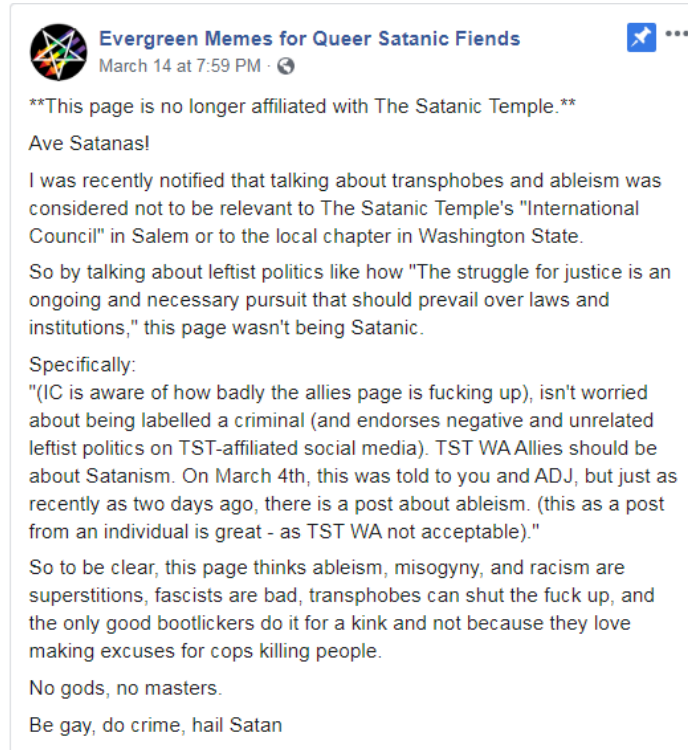 Evergreen Memes for Queer Satanic Fiends
March 14 at 7:59 PM ·
**This page is no longer affiliated with The Satanic Temple.**
Ave Satanas!
I was recently notified that talking about transphobes and ableism was
considered not to be relevant to The Satanic Temple's "International
Council" in Salem or to the local chapter in Washington State.
So by talking about leftist politics like how "The struggle for justice is an
ongoing and necessary pursuit that should prevail over laws and
institutions," this page wasn't being Satanic.
Specifically:
"(IC is aware of how badly the allies page is fucking up), isn't worried
about being labelled a criminal (and endorses negative and unrelated
leftist politics on TST-affiliated social media). TST WA Allies should be
about Satanism. On March 4th, this was told to you and ADJ, but just as
recently as two days ago, there is a post about ableism. (this as a post
from an individual is great - as TST WA not acceptable)."
So to be clear, this page thinks ableism, misogyny, and racism are
superstitions, fascists are bad, transphobes can shut the fuck up, and
the only good bootlickers do it for a kink and not because they love
making excuses for cops killing people.
No gods, no masters.
Be gay, do crime, hail Satan